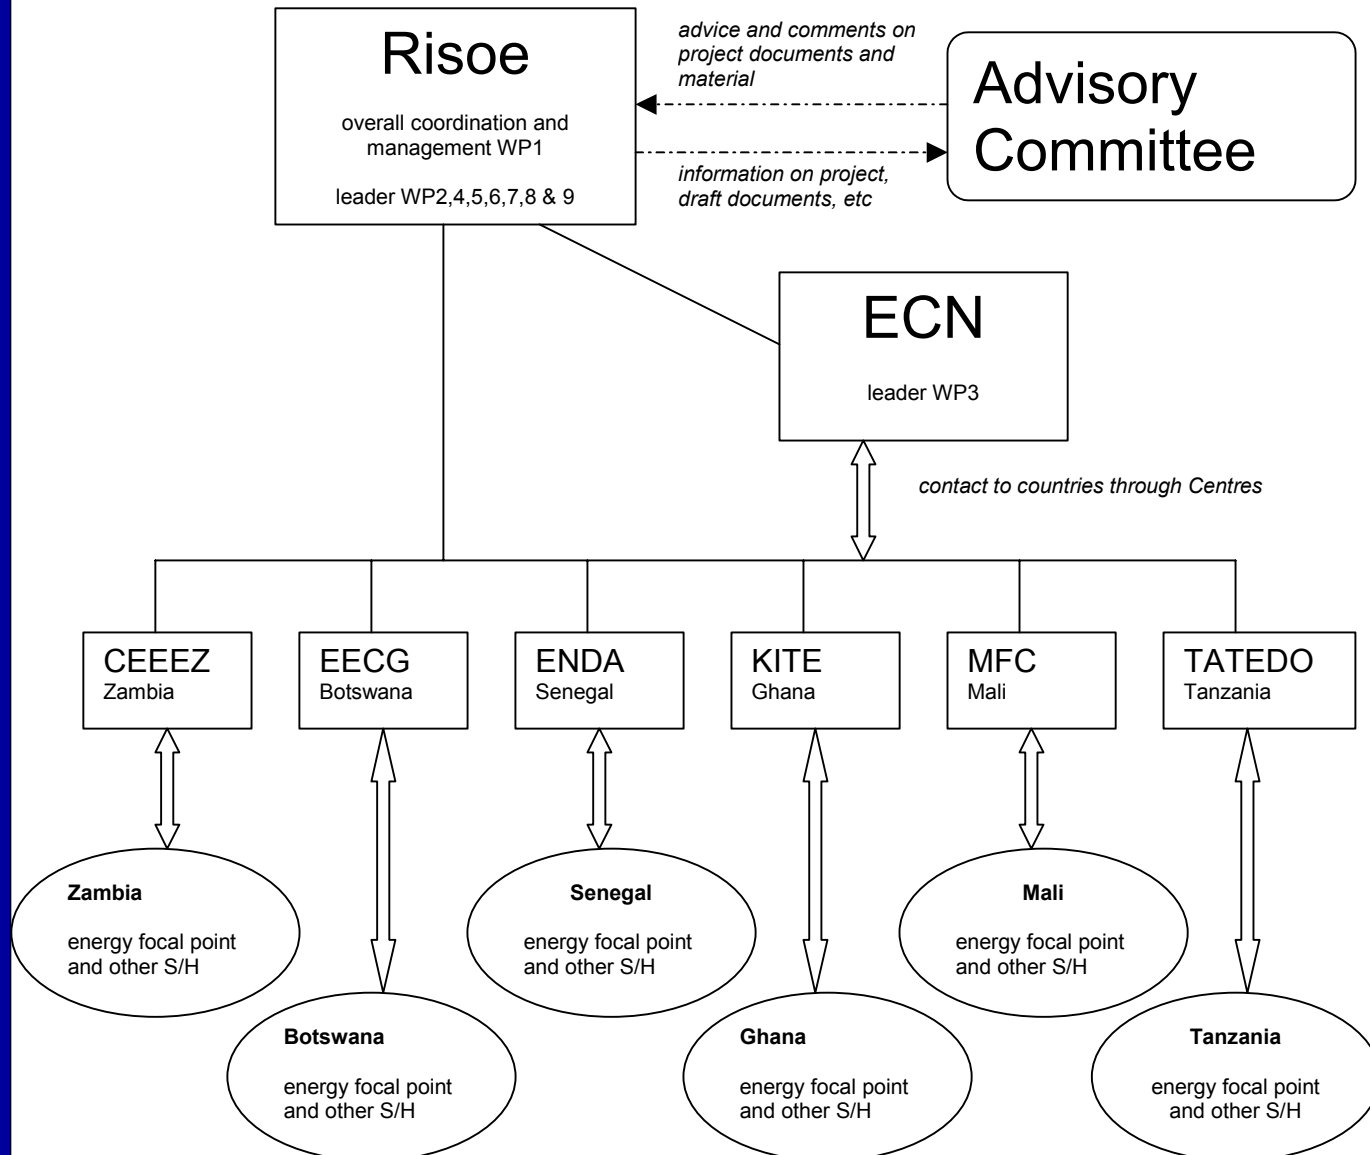 Risoe
overall coordination and
management WP1
leader WP2,4,5,6,7,8 & 9
advice and comments on
project documents and
material
information on project,
draft documents, etc
Advisory
Committee
ECN
leader WP3
contact to countries through Centres
CEEEZ
Zambia
EECG
Botswana
ENDA
Senegal
KITE
Ghana
MFC
Mali
TATEDO
Tanzania
Zambia
energy focal point
and other S/H
Senegal
energy focal point
and other S/H
Mali
energy focal point
and other S/H
Botswana
energy focal point
and other S/H
Ghana
energy focal point
and other S/H
Tanzania
energy focal point
and other S/H